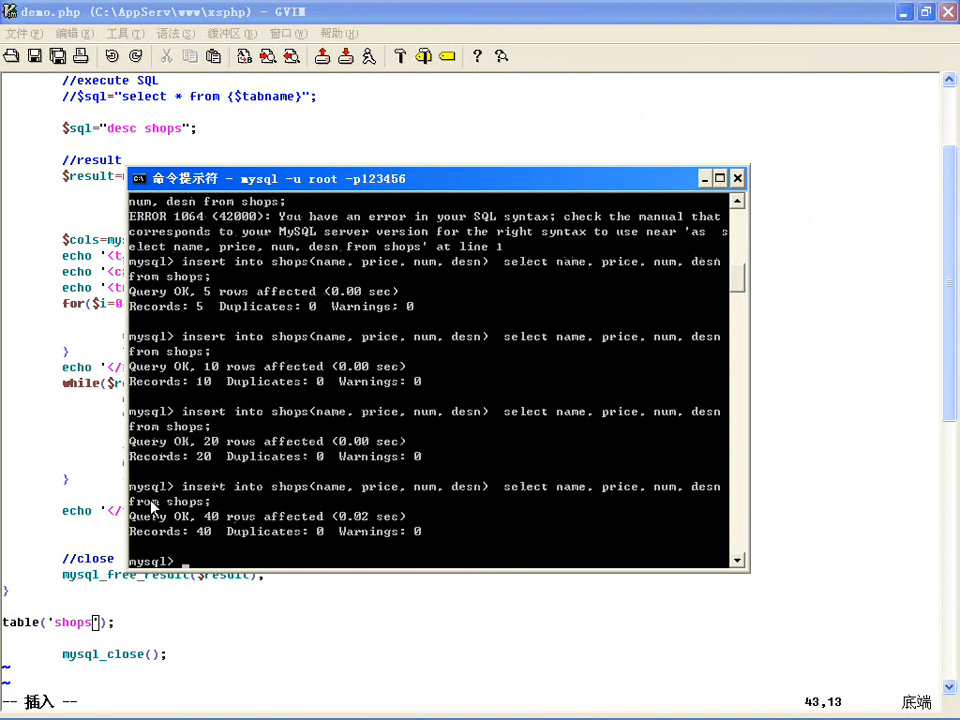 demo.php (C:\AppServ\www\xsphp) - GVIM
文件(F) 编辑(E) 工具(T) 语法(S) 缓冲区(B) 窗口(W) 帮助(H)
//execute SQL
//$sql="select * from {$tabname}";
$sql="desc shops";
//result
$result=
命令提示符 - mysql -u root -p123456
num, desn from shops;
ERROR 1064 (42000): You have an error in your SQL syntax; check the manual that
corresponds to your MySQL server version for the right syntax to use near 'as  s
elect name, price, num, desn from shops' at line 1
mysql> insert into shops(name, price, num, desn)  select name, price, num, desn
from shops;
Query OK, 5 rows affected (0.00 sec)
Records: 5  Duplicates: 0  Warnings: 0
mysql> insert into shops(name, price, num, desn)  select name, price, num, desn
from shops;
Query OK, 10 rows affected (0.00 sec)
Records: 10  Duplicates: 0  Warnings: 0
mysql> insert into shops(name, price, num, desn)  select name, price, num, desn
from shops;
Query OK, 20 rows affected (0.00 sec)
Records: 20  Duplicates: 0  Warnings: 0
mysql> insert into shops(name, price, num, desn)  select name, price, num, desn
from shops;
Query OK, 40 rows affected (0.02 sec)
Records: 40  Duplicates: 0  Warnings: 0
mysql> _
$cols=my
echo '<t
echo '<c
echo '<t
for($i=0
}
echo '</
while($r
}
echo '</
//close
mysql_free_result($result);
}
table('shops');
mysql_close();
~
~
-- 插入 -- 43,13 底端